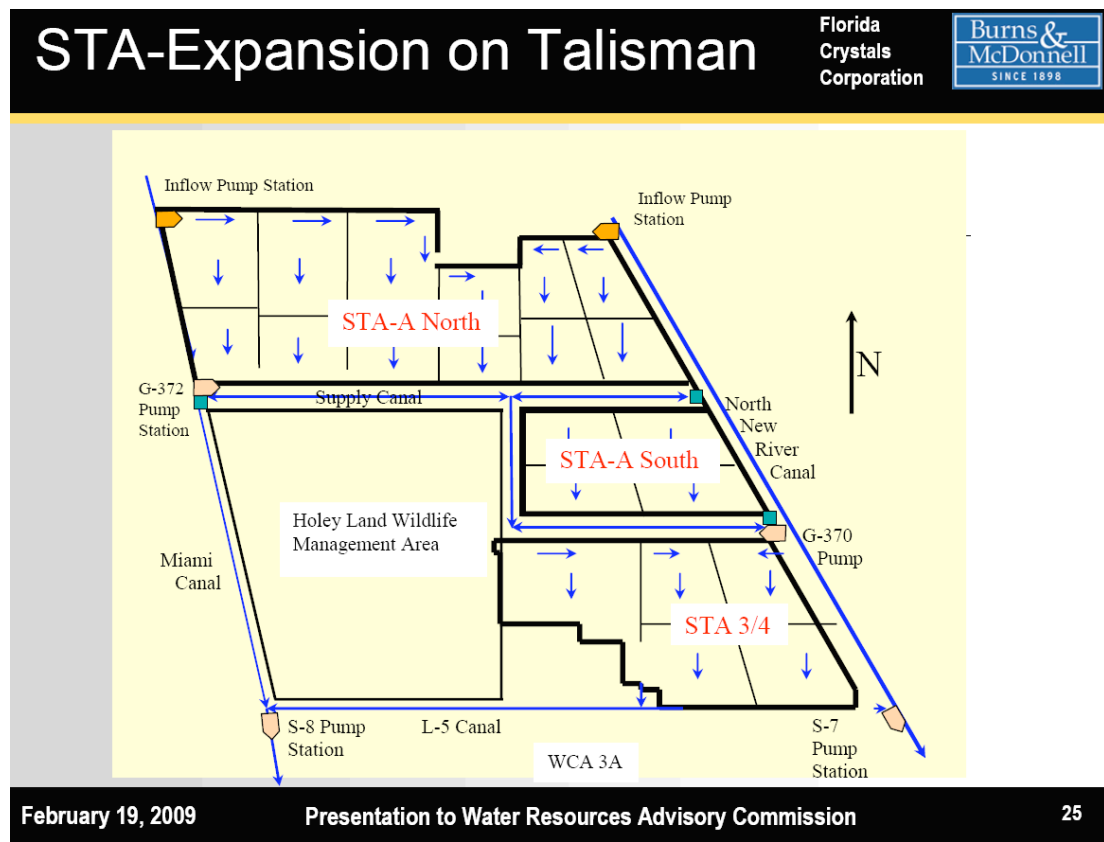 STA-Expansion on Talisman
Florida
Crystals
Corporation
Burns &
McDonnell
SINCE 1898
Inflow Pump Station
Inflow Pump
Station
STA-A North
N
G-372
Pump
Station
Supply Canal
North
New
River
Canal
STA-A South
Holey Land Wildlife
Management Area
G-370
Pump
Miami
Canal
STA 3/4
S-8 Pump
Station
L-5 Canal
S-7
Pump
Station
WCA 3A
February 19, 2009
Presentation to Water Resources Advisory Commission
25